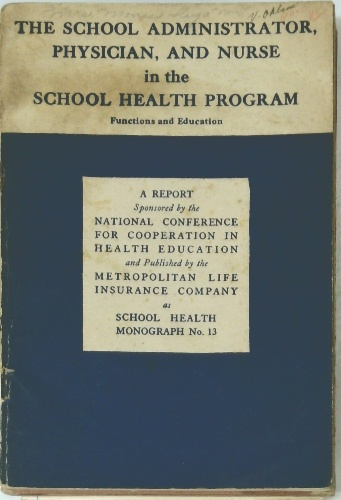 THE SCHOOL ADMINISTRATOR,
PHYSICIAN, AND NURSE
in the
SCHOOL HEALTH PROGRAM
Functions and Education
A REPORT
Sponsored by the
NATIONAL CONFERENCE
FOR COOPERATION IN
HEALTH EDUCATION
and Published by the
METROPOLITAN LIFE
INSURANCE COMPANY
as
SCHOOL HEALTH
MONOGRAPH No. 13